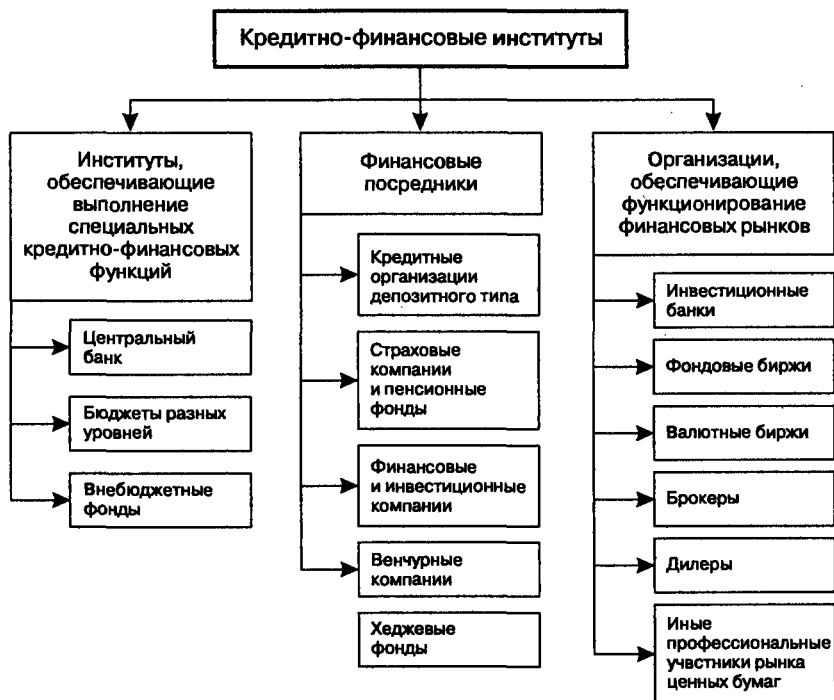 Кредитно-финансовые институты
Институты,
обеспечивающие
выполнение
специальных
кредитно-финансовых
функций
Центральный
банк
Бюджеты разных
уровней
Внебюджетные
фонды
Финансовые
посредники
Кредитные
организации
депозитного типа
Страховые
компании
и пенсионные
фонды
Финансовые
и инвестиционные
компании
Венчурные
компании
Хеджевые
фонды
Организации,
обеспечивающие
функционирование
финансовых рынков
Инвестиционные
банки
Фондовые биржи
Валютные биржи
Брокеры
Дилеры
Иные
профессиональные
учвстники рынка
ценных бумаг